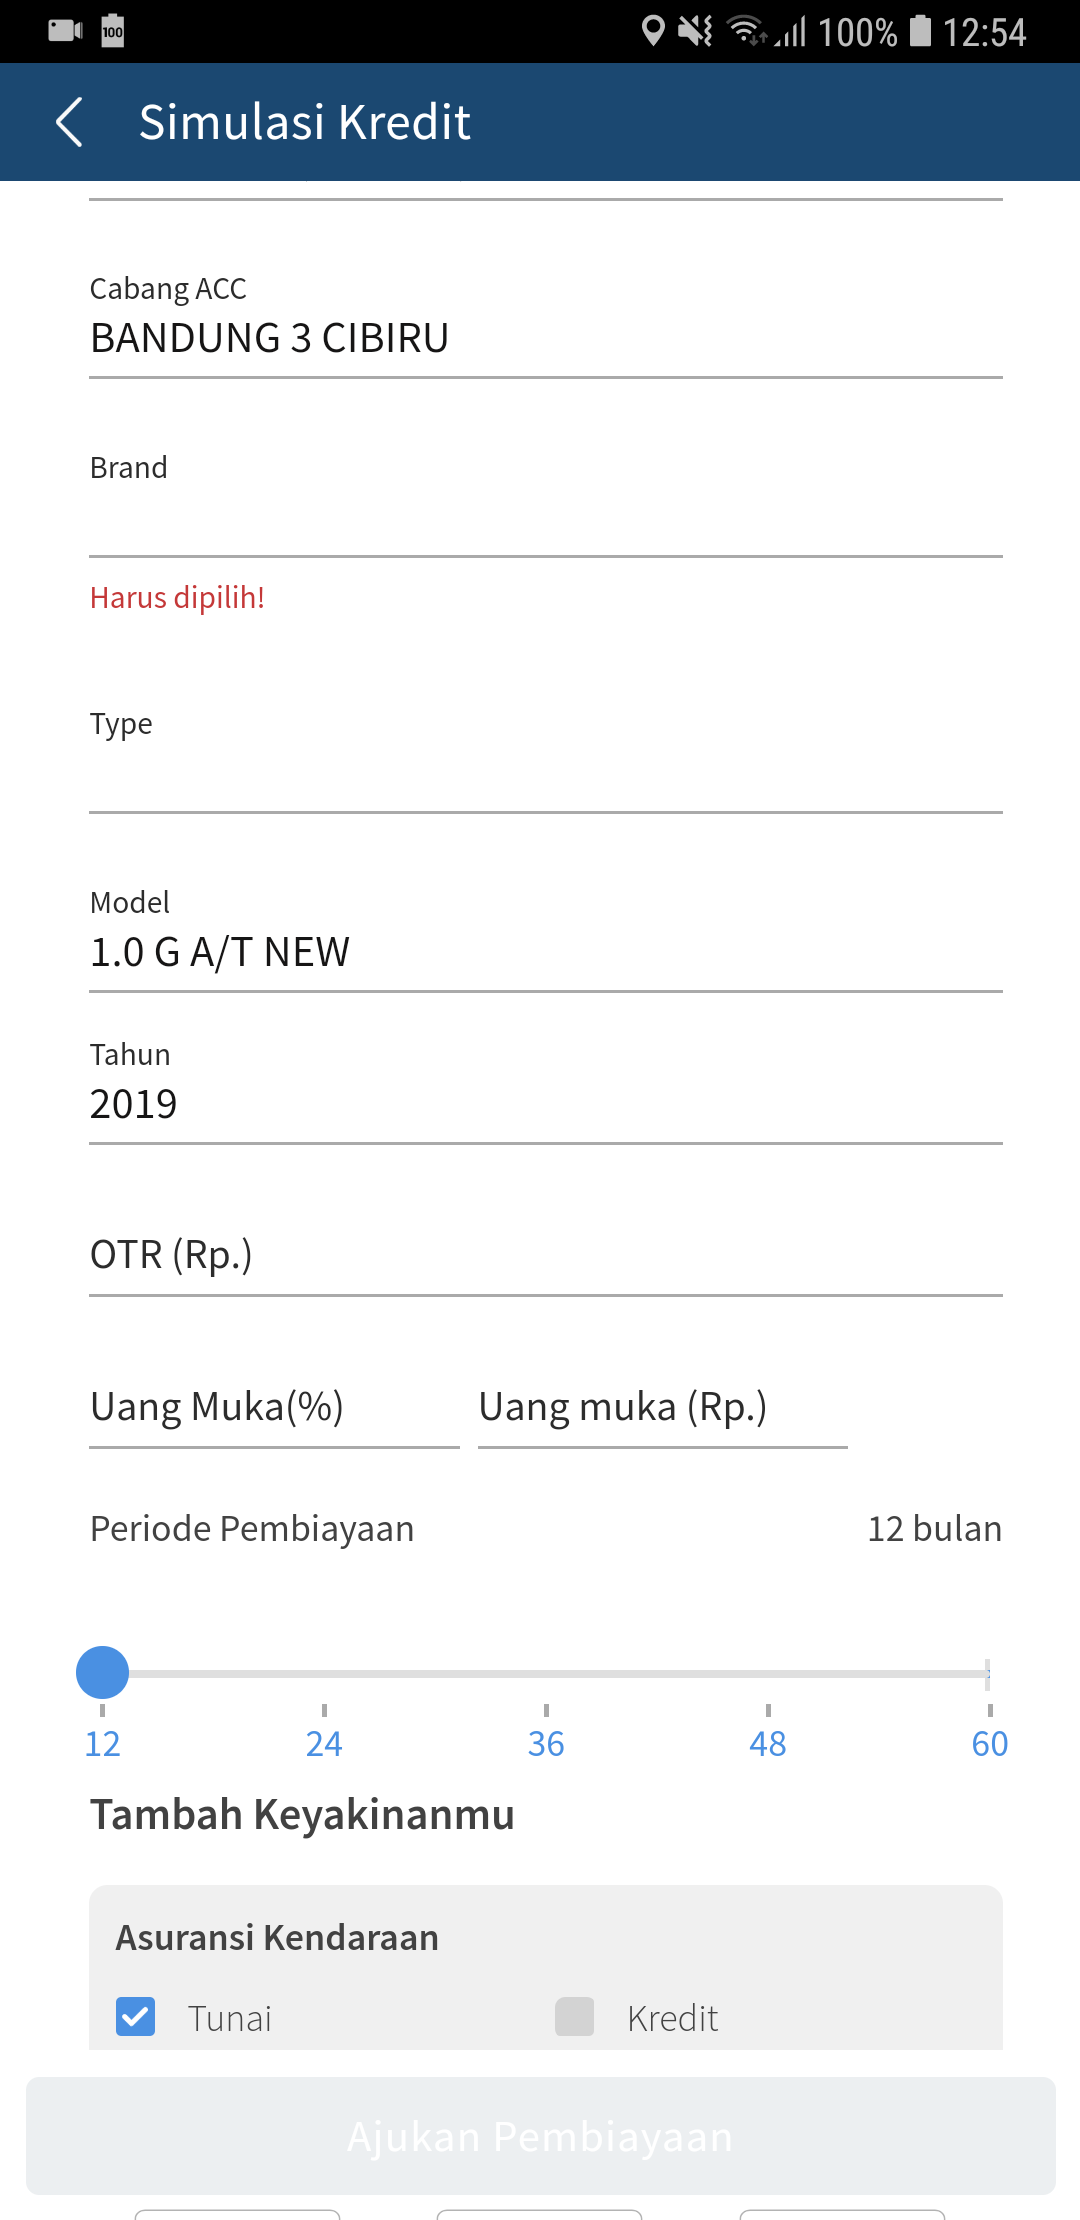 100 100% 12:54
Simulasi Kredit
Cabang ACC
BANDUNG 3 CIBIRU
Brand
Harus dipilih!
Type
Model
1.0 G A/T NEW
Tahun
2019
OTR (Rp.)
Uang Muka(%) Uang muka (Rp.)
Periode Pembiayaan 12 bulan
12 24 36 48 60
Tambah Keyakinanmu
Asuransi Kendaraan
Tunai Kredit
Ajukan Pembiayaan